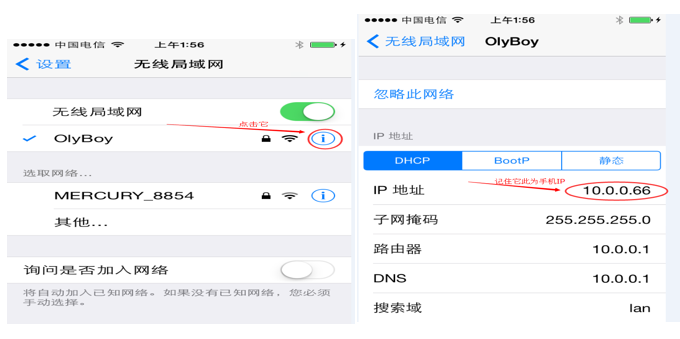 中国电信 上午1:56
设置 无线局域网
无线局域网
点击它
OlyBoy
选取网络...
MERCURY_8854
其他...
询问是否加入网络
将自动加入已知网络。如果没有已知网络，您必须
手动选择。
中国电信 上午1:56
无线局域网 OlyBoy
忽略此网络
IP 地址
DHCP BootP 静态
记住它此为手机IP
IP 地址 10.0.0.66
子网掩码 255.255.255.0
路由器 10.0.0.1
DNS 10.0.0.1
搜索域 lan